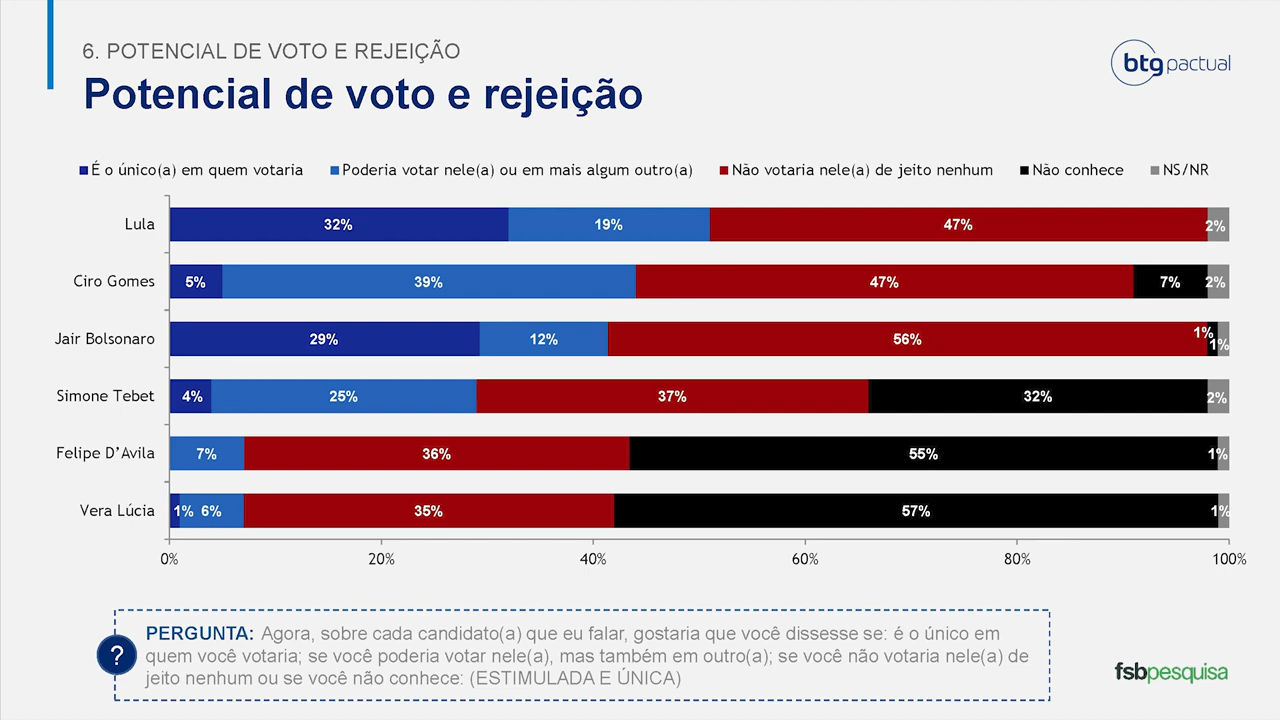 6. POTENCIAL DE VOTO E REJEIÇÃO
Potencial de voto e rejeição
btg pactual
É o único(a) em quem votaria Poderia votar nele(a) ou em mais algum outro(a) Não votaria nele(a) de jeito nenhum Não conhece NS/NR
Lula 32% 19% 47% 2%
Ciro Gomes 5% 39% 47% 7% 2%
Jair Bolsonaro 29% 12% 56% 1% 1%
Simone Tebet 4% 25% 37% 32% 2%
Felipe D'Avila 7% 36% 55% 1%
Vera Lúcia 1% 6% 35% 57% 1%
0% 20% 40% 60% 80% 100%
PERGUNTA: Agora, sobre cada candidato(a) que eu falar, gostaria que você dissesse se: é o único em
? quem você votaria; se você poderia votar nele(a), mas também em outro(a); se você não votaria nele(a) de
jeito nenhum ou se você não conhece: (ESTIMULADA E ÚNICA)
fsbpesquisa